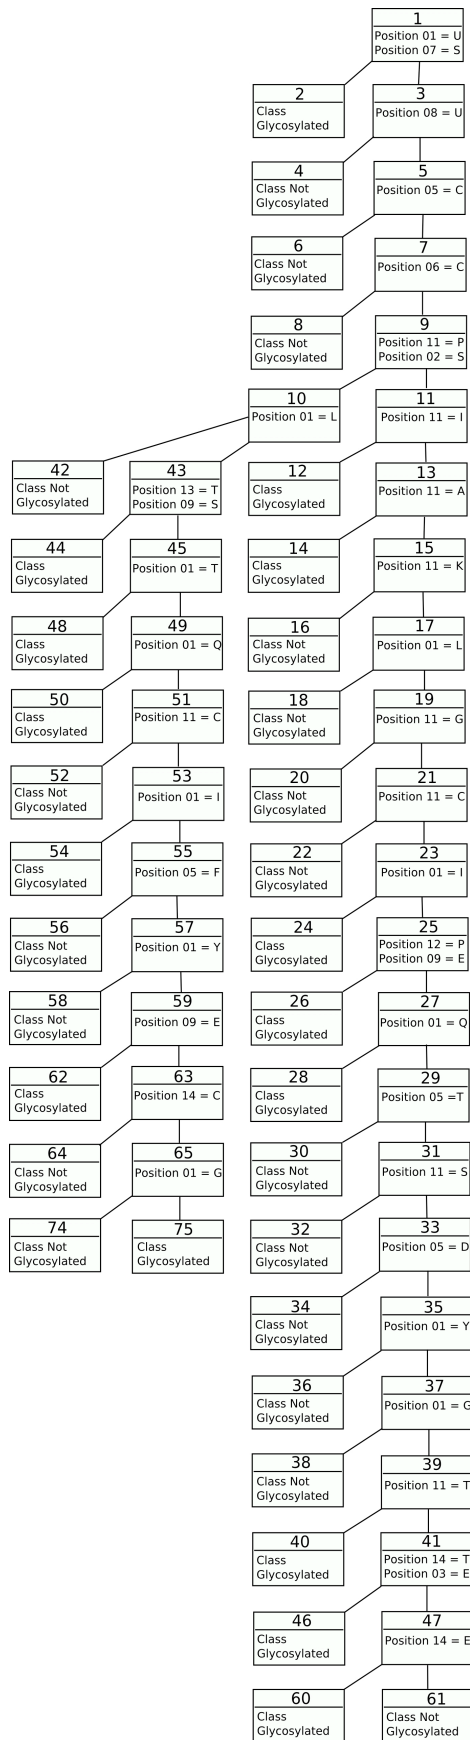 1
Position 01 = U
Position 07 = S
2
Class
Glycosylated
3
Position 08 = U
4
Class Not
Glycosylated
5
Position 05 = C
6
Class Not
Glycosylated
7
Position 06 = C
8
Class Not
Glycosylated
9
Position 11 = P
Position 02 = S
10
Position 01 = L
11
Position 11 = I
42
Class Not
Glycosylated
43
Position 13 = T
Position 09 = S
12
Class
Glycosylated
13
Position 11 = A
44
Class
Glycosylated
45
Position 01 = T
14
Class
Glycosylated
15
Position 11 = K
48
Class
Glycosylated
49
Position 01 = Q
16
Class Not
Glycosylated
17
Position 01 = L
50
Class
Glycosylated
51
Position 11 = C
18
Class Not
Glycosylated
19
Position 11 = G
52
Class Not
Glycosylated
53
Position 01 = I
20
Class Not
Glycosylated
21
Position 11 = C
54
Class
Glycosylated
55
Position 05 = F
22
Class Not
Glycosylated
23
Position 01 = I
56
Class Not
Glycosylated
57
Position 01 = Y
24
Class
Glycosylated
25
Position 12 = P
Position 09 = E
58
Class Not
Glycosylated
59
Position 09 = E
26
Class
Glycosylated
27
Position 01 = Q
62
Class
Glycosylated
63
Position 14 = C
28
Class
Glycosylated
29
Position 05 =T
64
Class Not
Glycosylated
65
Position 01 = G
30
Class Not
Glycosylated
31
Position 11 = S
74
Class Not
Glycosylated
75
Class
Glycosylated
32
Class Not
Glycosylated
33
Position 05 = D
34
Class Not
Glycosylated
35
Position 01 = Y
36
Class Not
Glycosylated
37
Position 01 = G
38
Class Not
Glycosylated
39
Position 11 = T
40
Class
Glycosylated
41
Position 14 = T
Position 03 = E
46
Class
Glycosylated
47
Position 14 = E
60
Class
Glycosylated
61
Class Not
Glycosylated